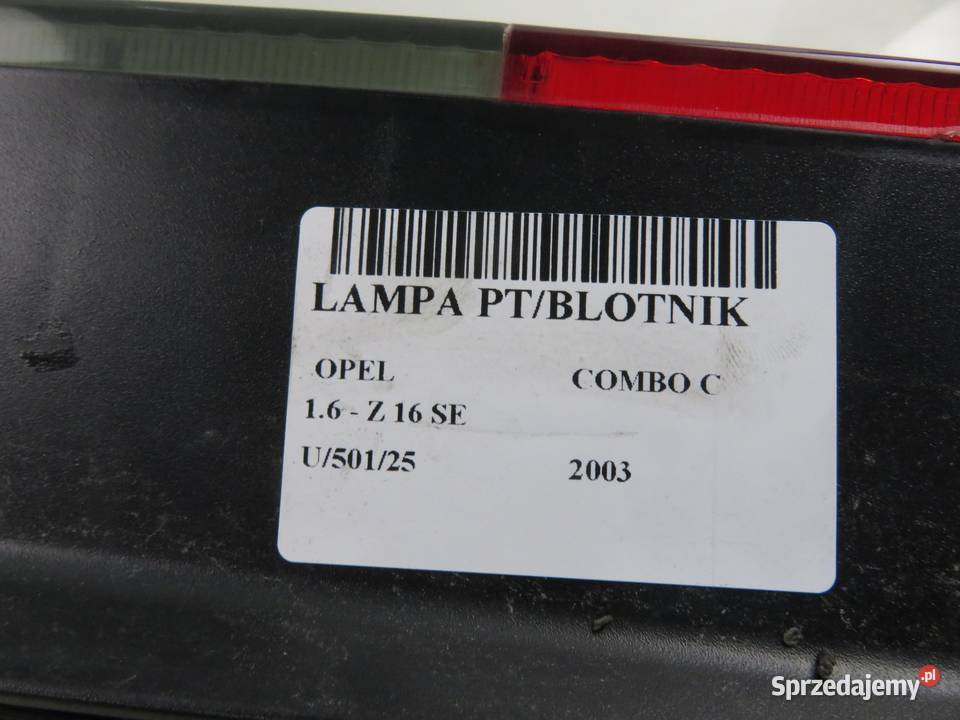 LAMPA PT/BLOTNIK
OPEL COMBO C
1.6 - Z 16 SE
U/501/25 2003
Sprzedajemy.pl